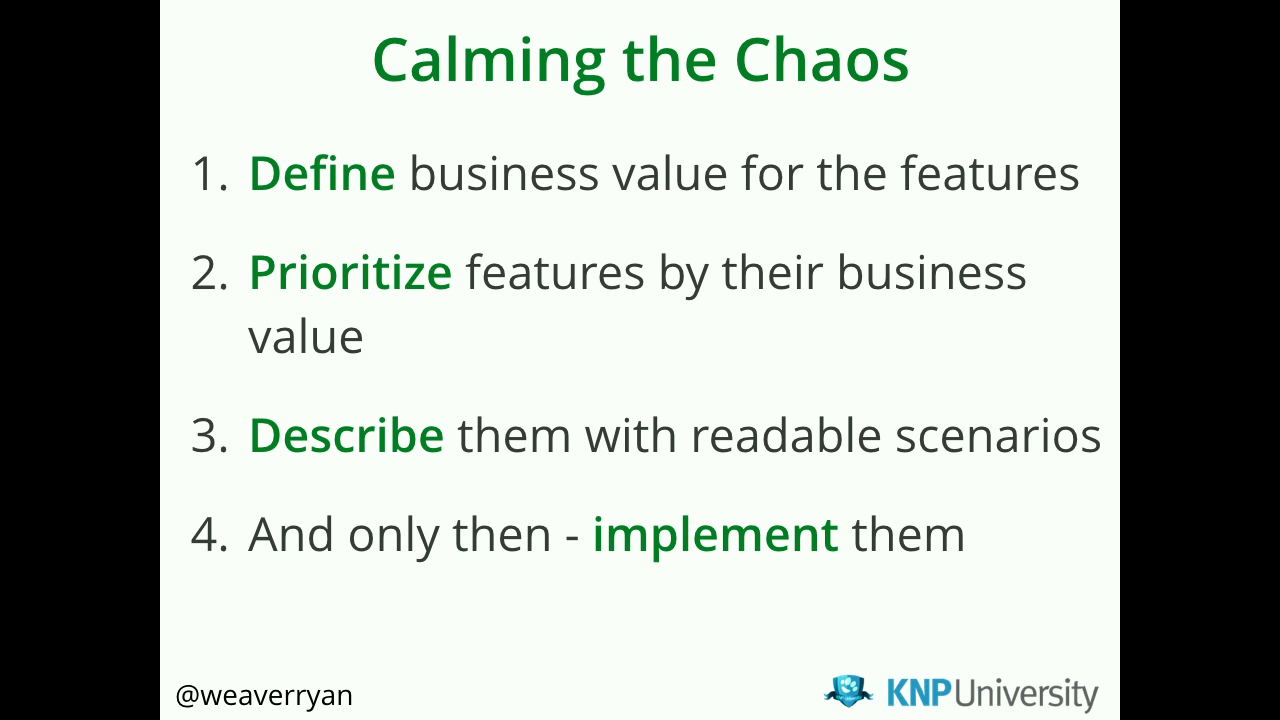 Calming the Chaos
1. Define business value for the features
2. Prioritize features by their business
value
3. Describe them with readable scenarios
4. And only then - implement them
@weaverryan
KNPUniversity